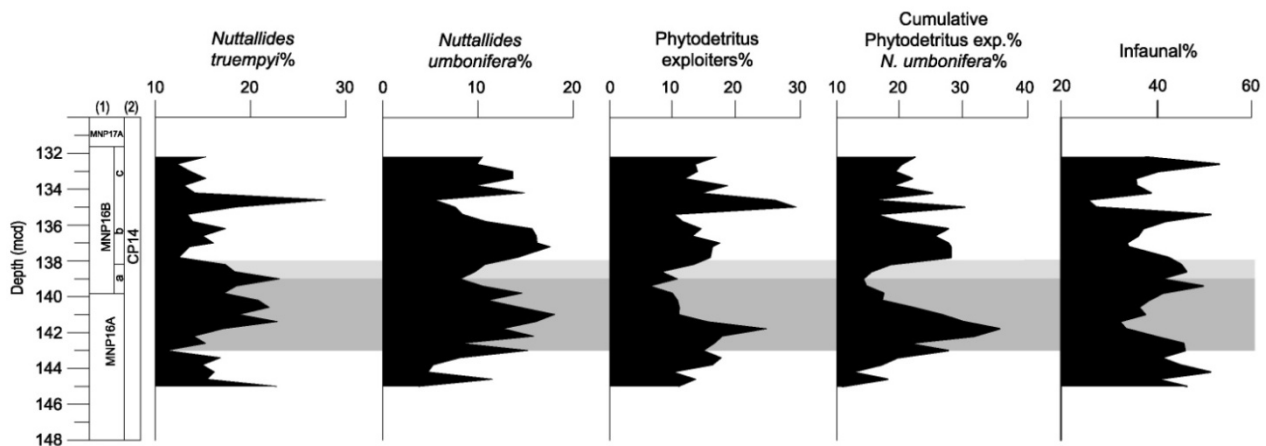 Nuttallides
truempyi%
Nuttallides
umbonifera%
Phytodetritus
exploiters%
Cumulative
Phytodetritus exp.%
N. umbonifera%
Infaunal%
10 20 30
0 10 20
0 10 20 30
10 20 30 40
20 40 60
(1) (2)
Depth (mcd)
132
134
136
138
140
142
144
146
148
MNP17A
MNP16B
MNP16A
c
b
a
CP14